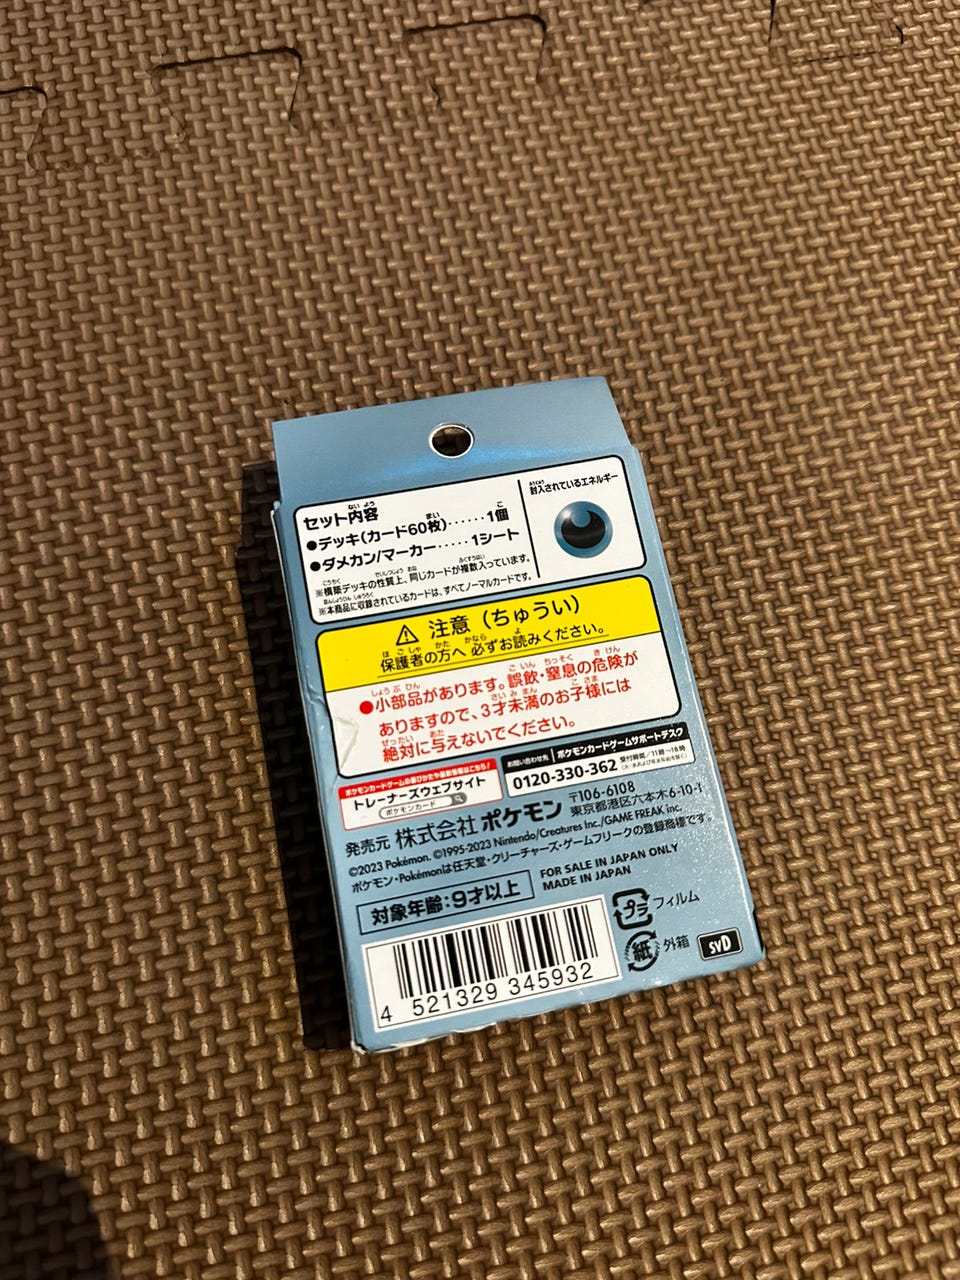 セット内容
●デッキ(カード60枚)······1個
●ダメカン/マーカー·····1シート
※構築デッキの性質上、同じカードが複数入っています。
※本商品に収録されているカードは、すべてノーマルカードです。
封入されているエネルギー
注意(ちゅうい)
保護者の方へ 必ずお読みください。
●小部品があります。誤飲・窒息の危険が
ありますので、3才未満のお子様には
絶対に与えないでください。
ポケモンカードゲームの遊びかたや最新情報はこちら!
トレーナーズウェブサイト
ポケモンカード
お問い合わせ先 ポケモンカードゲームサポートデスク
0120-330-362 受付時間/11時~18時
発売元 株式会社ポケモン 〒106-6108
東京都港区六本木6-10-1
©2023 Pokémon. ©1995-2023 Nintendo/Creatures Inc./GAME FREAK inc.
ポケモン・Pokémonは任天堂・クリーチャーズ・ゲームフリークの登録商標です。
対象年齢:9才以上
FOR SALE IN JAPAN ONLY
MADE IN JAPAN
プラ フィルム
紙 外箱
svD
4 521329 345932